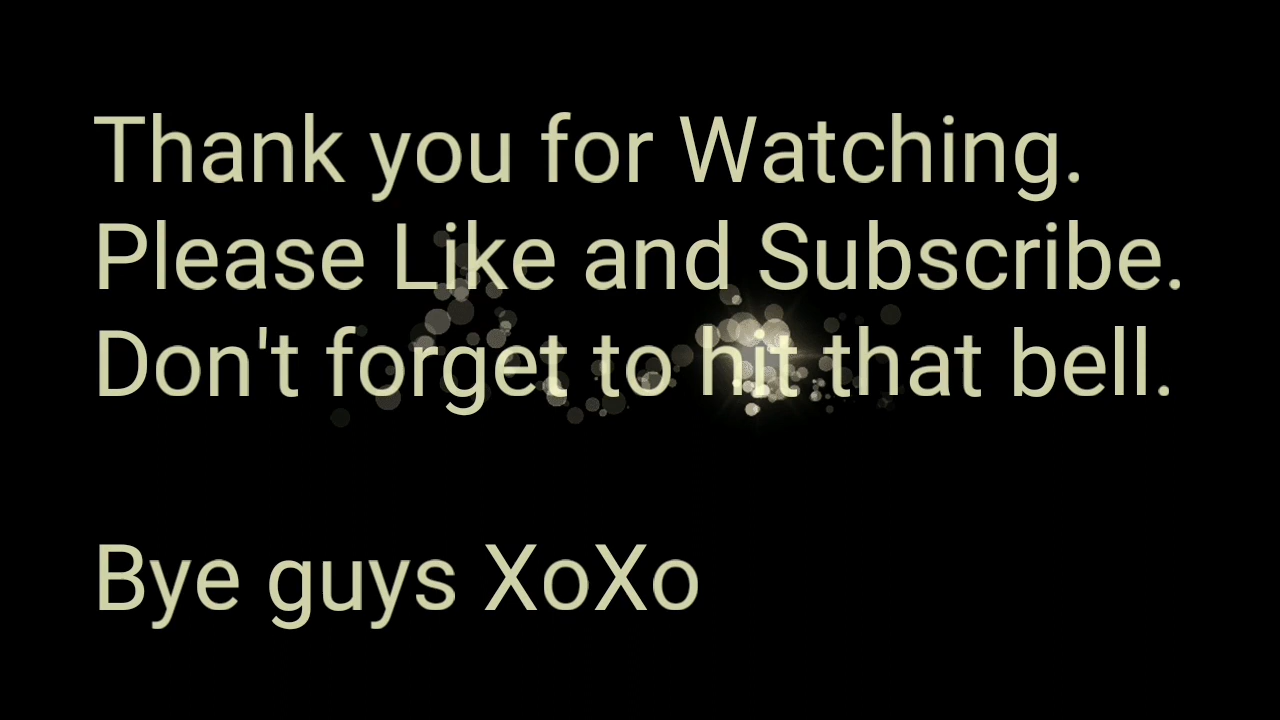 Thank you for Watching.
Please Like and Subscribe.
Don't forget to hit that bell.
Bye guys XoXo